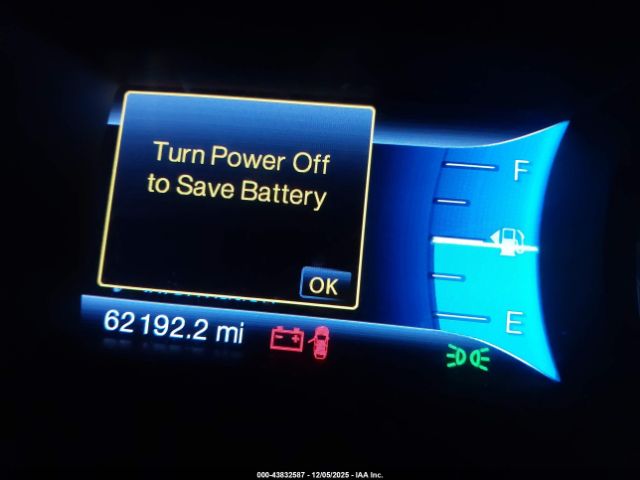 Turn Power Off
to Save Battery
OK
F
E
62192.2 mi
000-43832587 - 12/05/2025 - IAA Inc.